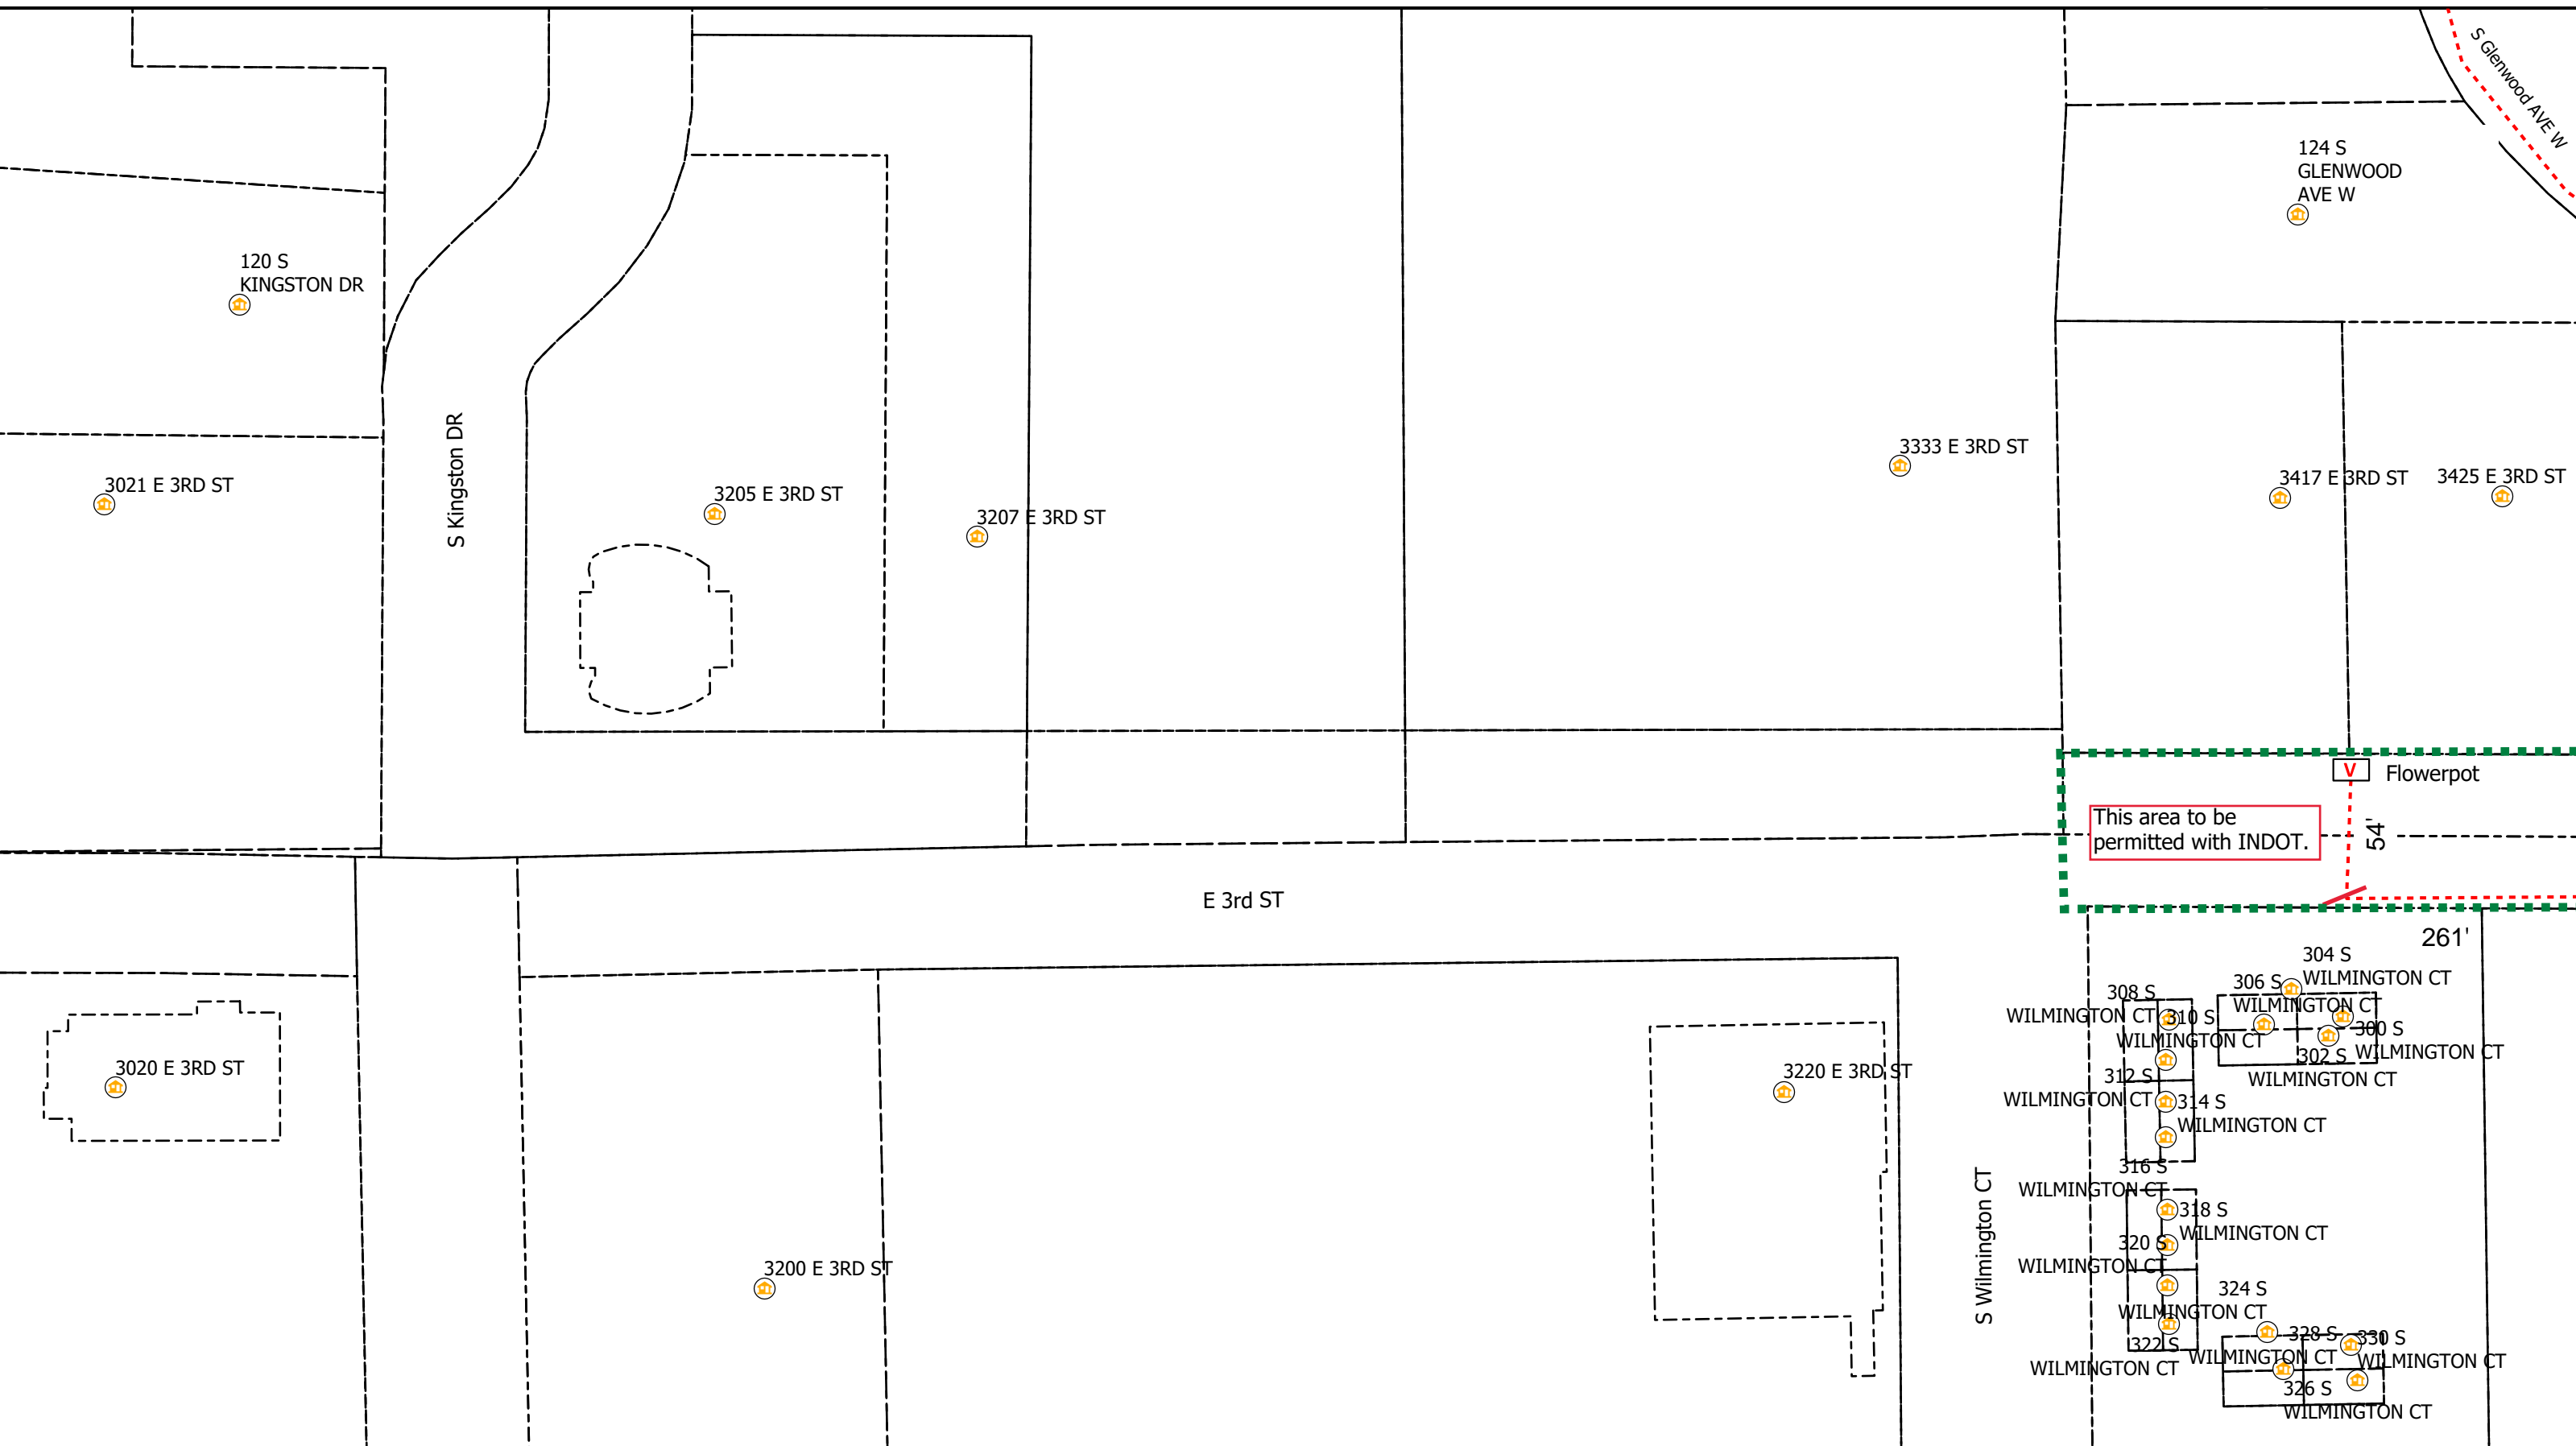 S Glenwood AVE W
124 S
GLENWOOD
AVE W
120 S
KINGSTON DR
S Kingston DR
3021 E 3RD ST
3205 E 3RD ST
3207 E 3RD ST
3333 E 3RD ST
3417 E 3RD ST
3425 E 3RD ST
V
Flowerpot
This area to be
permitted with INDOT.
54'
E 3rd ST
261'
304 S
WILMINGTON CT
306 S
WILMINGTON CT
308 S
WILMINGTON CT
310 S
WILMINGTON CT
300 S
WILMINGTON CT
302 S
WILMINGTON CT
3020 E 3RD ST
3220 E 3RD ST
312 S
WILMINGTON CT
314 S
WILMINGTON CT
316 S
WILMINGTON CT
S Wilmington CT
318 S
WILMINGTON CT
320 S
WILMINGTON CT
3200 E 3RD ST
324 S
WILMINGTON CT
322 S
WILMINGTON CT
328 S
WILMINGTON CT
330 S
WILMINGTON CT
326 S
WILMINGTON CT